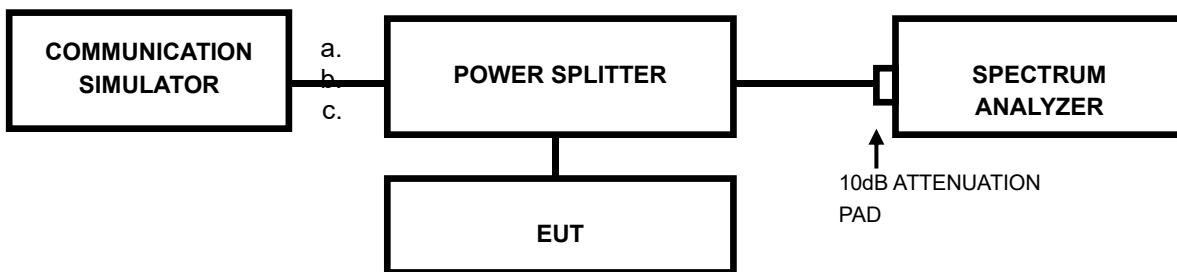 COMMUNICATION
SIMULATOR
a.
b.
c.
POWER SPLITTER
SPECTRUM
ANALYZER
10dB ATTENUATION
PAD
EUT